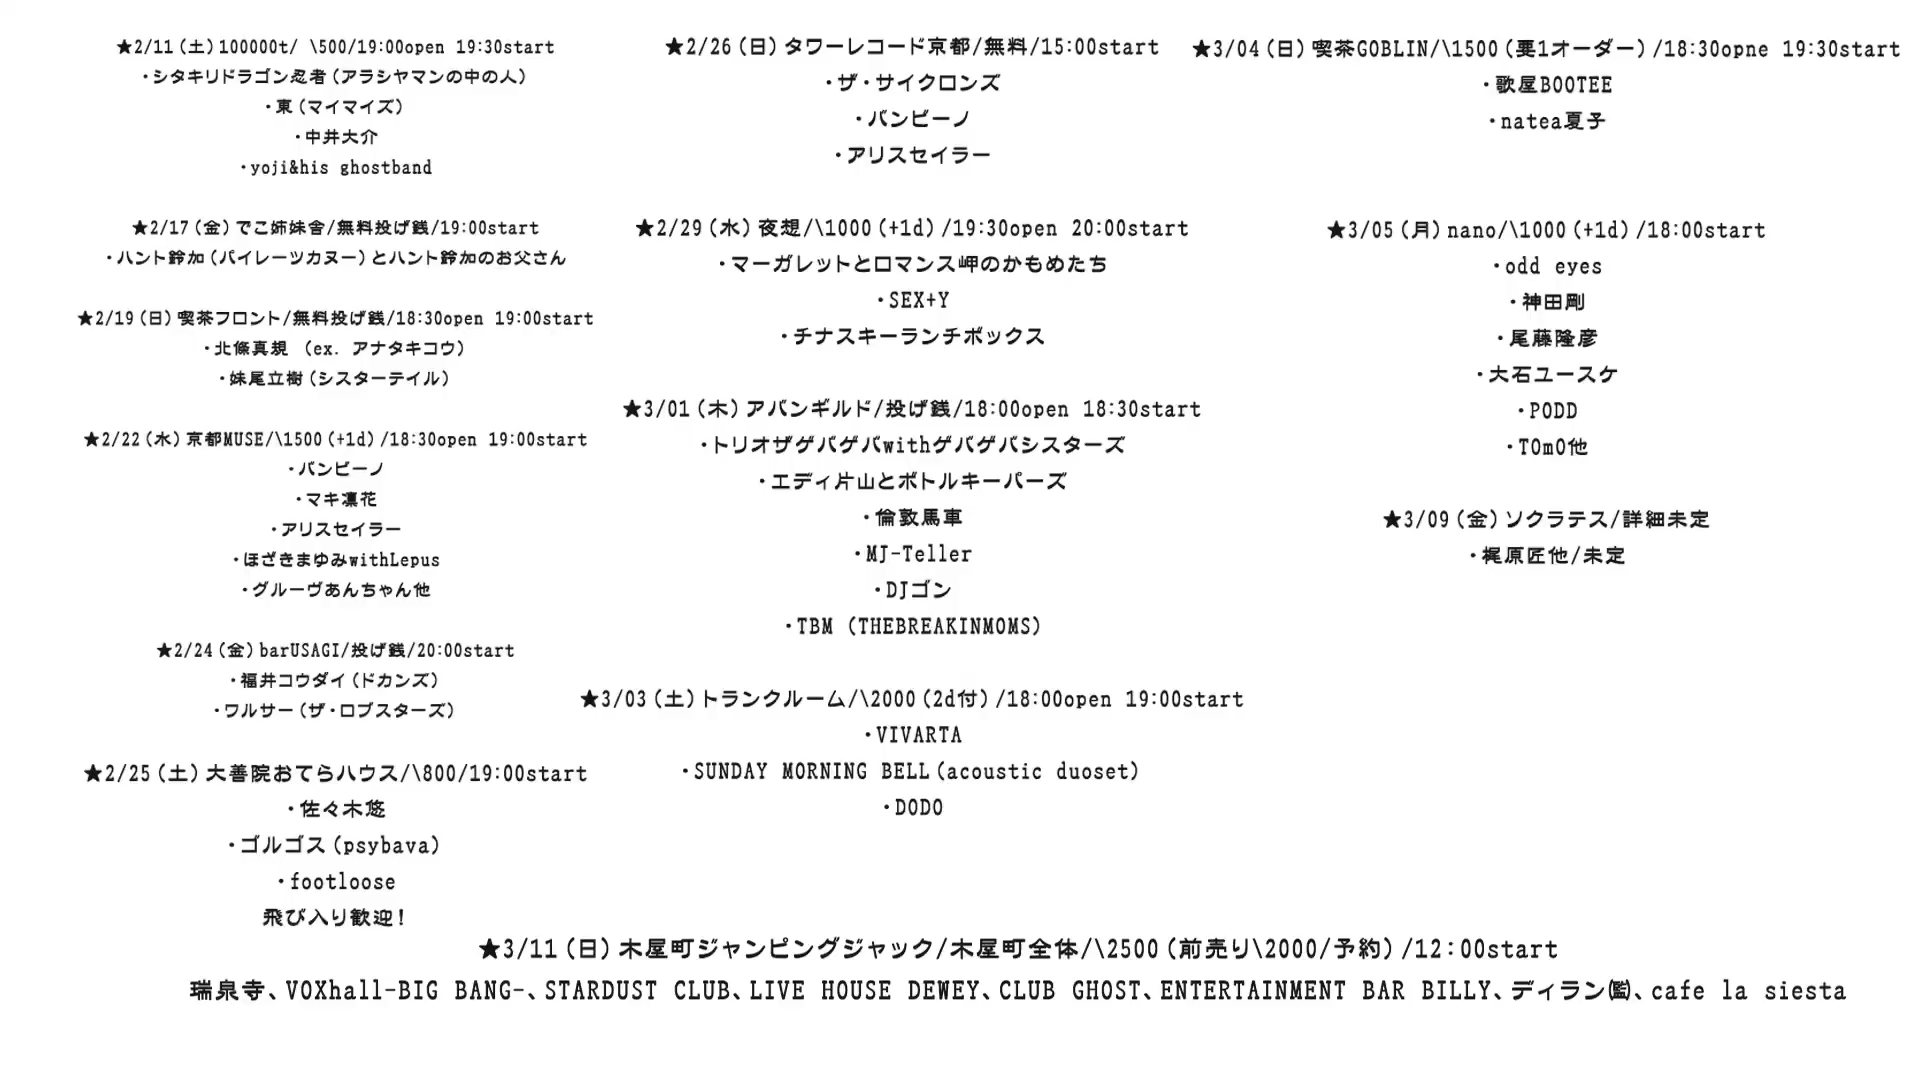 ★2/11(土)100000t/ \500/19:00open 19:30start
・シタキリドラゴン忍者(アラシヤマンの中の人)
・東(マイマイズ)
・中井大介
・yoji&his ghostband
★2/17(金)でこ姉妹舎/無料投げ銭/19:00start
・ハント鈴加(パイレーツカヌー)とハント鈴加のお父さん
★2/19(日)喫茶フロント/無料投げ銭/18:30open 19:00start
・北條真規 (ex. アナタキコウ)
・妹尾立樹(シスターテイル)
★2/22(水)京都MUSE/\1500(+1d)/18:30open 19:00start
・バンビーノ
・マキ凛花
・アリスセイラー
・ほざきまゆみwithLepus
・グルーヴあんちゃん他
★2/24(金)barUSAGI/投げ銭/20:00start
・福井コウダイ(ドカンズ)
・ワルサー(ザ・ロブスターズ)
★2/25(土)大善院おてらハウス/\800/19:00start
・佐々木悠
・ゴルゴス(psybava)
・footloose
飛び入り歓迎!
★2/26(日)タワーレコード京都/無料/15:00start
・ザ・サイクロンズ
・バンビーノ
・アリスセイラー
★2/29(水)夜想/\1000(+1d)/19:30open 20:00start
・マーガレットとロマンス岬のかもめたち
・SEX+Y
・チナスキーランチボックス
★3/01(木)アバンギルド/投げ銭/18:00open 18:30start
・トリオザゲバゲバwithゲバゲバシスターズ
・エディ片山とボトルキーパーズ
・倫敦馬車
・MJ-Teller
・DJゴン
・TBM (THEBREAKINMOMS)
★3/03(土)トランクルーム/\2000(2d付)/18:00open 19:00start
・VIVARTA
・SUNDAY MORNING BELL(acoustic duoset)
・DODO
★3/04(日)喫茶GOBLIN/\1500(要1オーダー)/18:30opne 19:30start
・歌屋BOOTEE
・natea夏子
★3/05(月)nano/\1000(+1d)/18:00start
・odd eyes
・神田剛
・尾藤隆彦
・大石ユースケ
・PODD
・TOmO他
★3/09(金)ソクラテス/詳細未定
・梶原匠他/未定
★3/11(日)木屋町ジャンピングジャック/木屋町全体/\2500(前売り\2000/予約)/12:00start
瑞泉寺、VOXhall-BIG BANG-、STARDUST CLUB、LIVE HOUSE DEWEY、CLUB GHOST、ENTERTAINMENT BAR BILLY、ディラン㈼、cafe la siesta